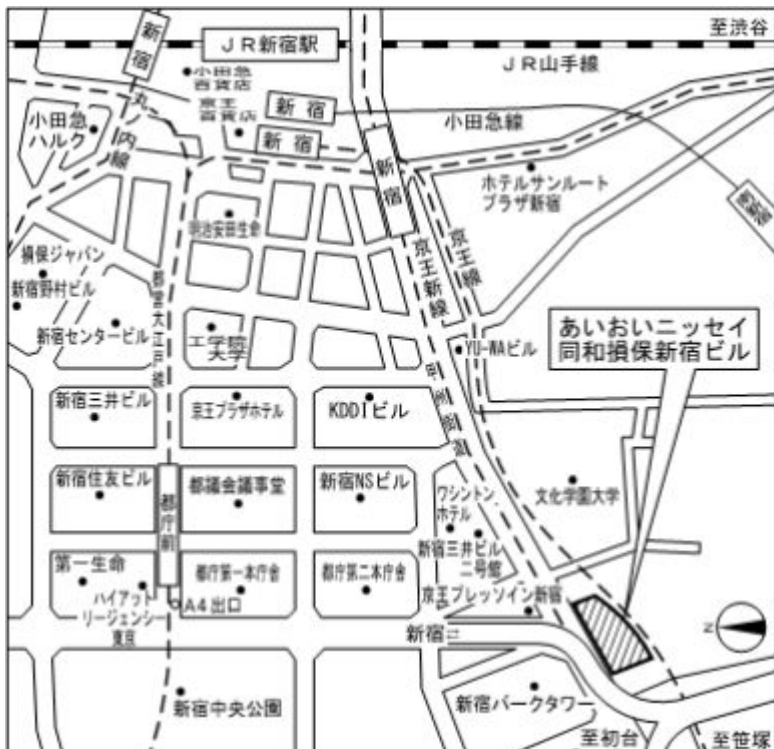 至渋谷
新宿
JR新宿駅
JR山手線
小田急
百貨店
京王
百貨店
新宿
新宿
小田急線
小田急
ハルク
丸ノ内線
新宿
ホテルサンルート
プラザ新宿
明治安田生命
京王新線
京王線
損保ジャパン
新宿野村ビル
新宿センタービル
都営大江戸線
工学院
大学
YU-WAビル
あいおいニッセイ
同和損保新宿ビル
甲州街道
新宿三井ビル
京王プラザホテル
KDDIビル
新宿住友ビル
都議会議事堂
新宿NSビル
ワシントン
ホテル
文化学園大学
都庁前
新宿三井ビル
二号館
第一生命
都庁第一本庁舎
都庁第二本庁舎
ハイアット
リージェンシー
東京
A4出口
京王プレッソイン新宿
新宿
N
新宿中央公園
新宿パークタワー
至初台
至笹塚